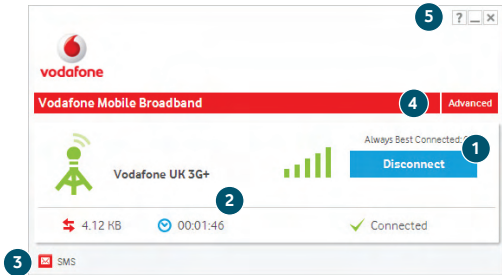 5
? _ ×
vodafone
Vodafone Mobile Broadband
4
Advanced
Always Best Connected:
1
Disconnect
Vodafone UK 3G+
2
4.12 KB
00:01:46
Connected
3
SMS